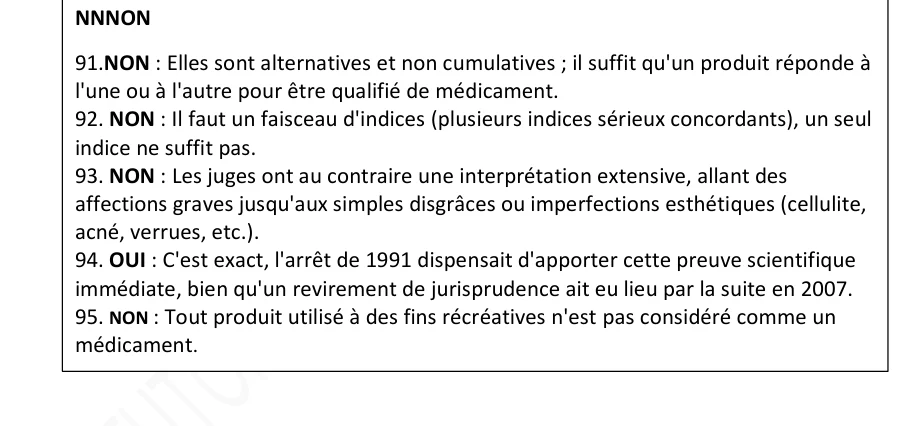 NNNON
91.NON : Elles sont alternatives et non cumulatives ; il suffit qu'un produit réponde à
l'une ou à l'autre pour être qualifié de médicament.
92. NON : Il faut un faisceau d'indices (plusieurs indices sérieux concordants), un seul
indice ne suffit pas.
93. NON : Les juges ont au contraire une interprétation extensive, allant des
affections graves jusqu'aux simples disgrâces ou imperfections esthétiques (cellulite,
acné, verrues, etc.).
94. OUI : C'est exact, l'arrêt de 1991 dispensait d'apporter cette preuve scientifique
immédiate, bien qu'un revirement de jurisprudence ait eu lieu par la suite en 2007.
95. NON : Tout produit utilisé à des fins récréatives n'est pas considéré comme un
médicament.